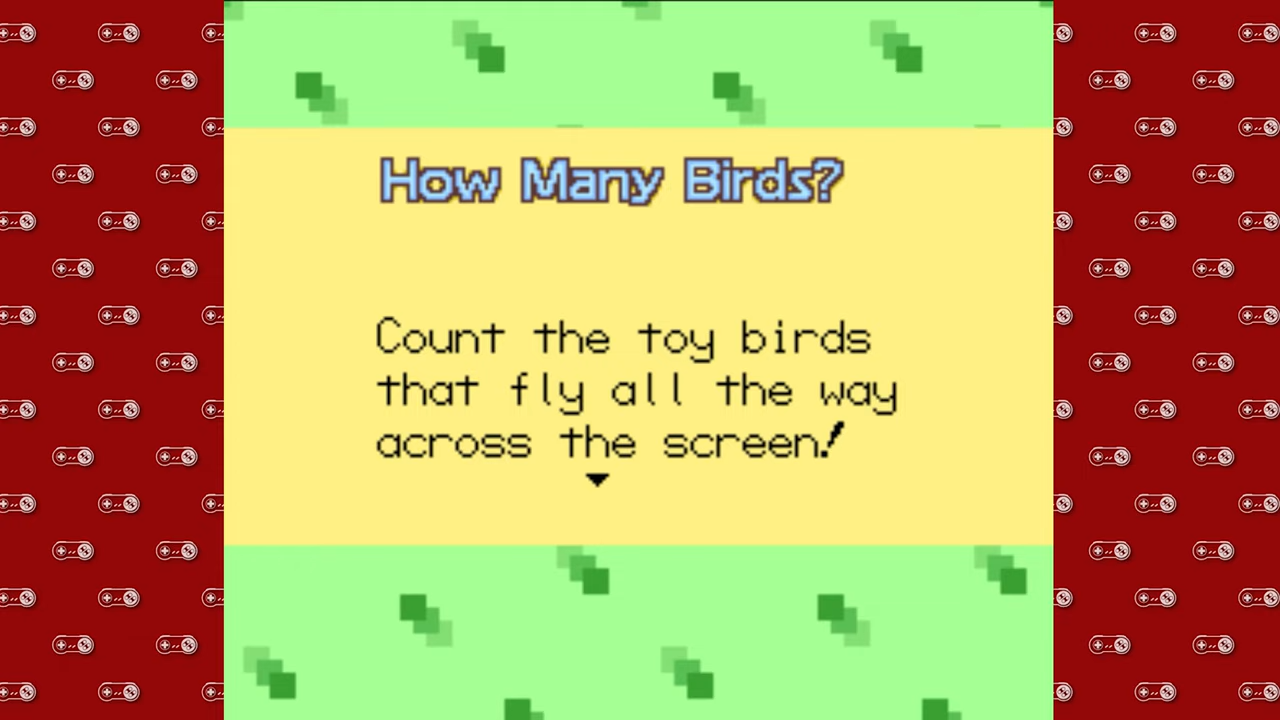 How Many Birds?
Count the toy birds
that fly all the way
across the screen!